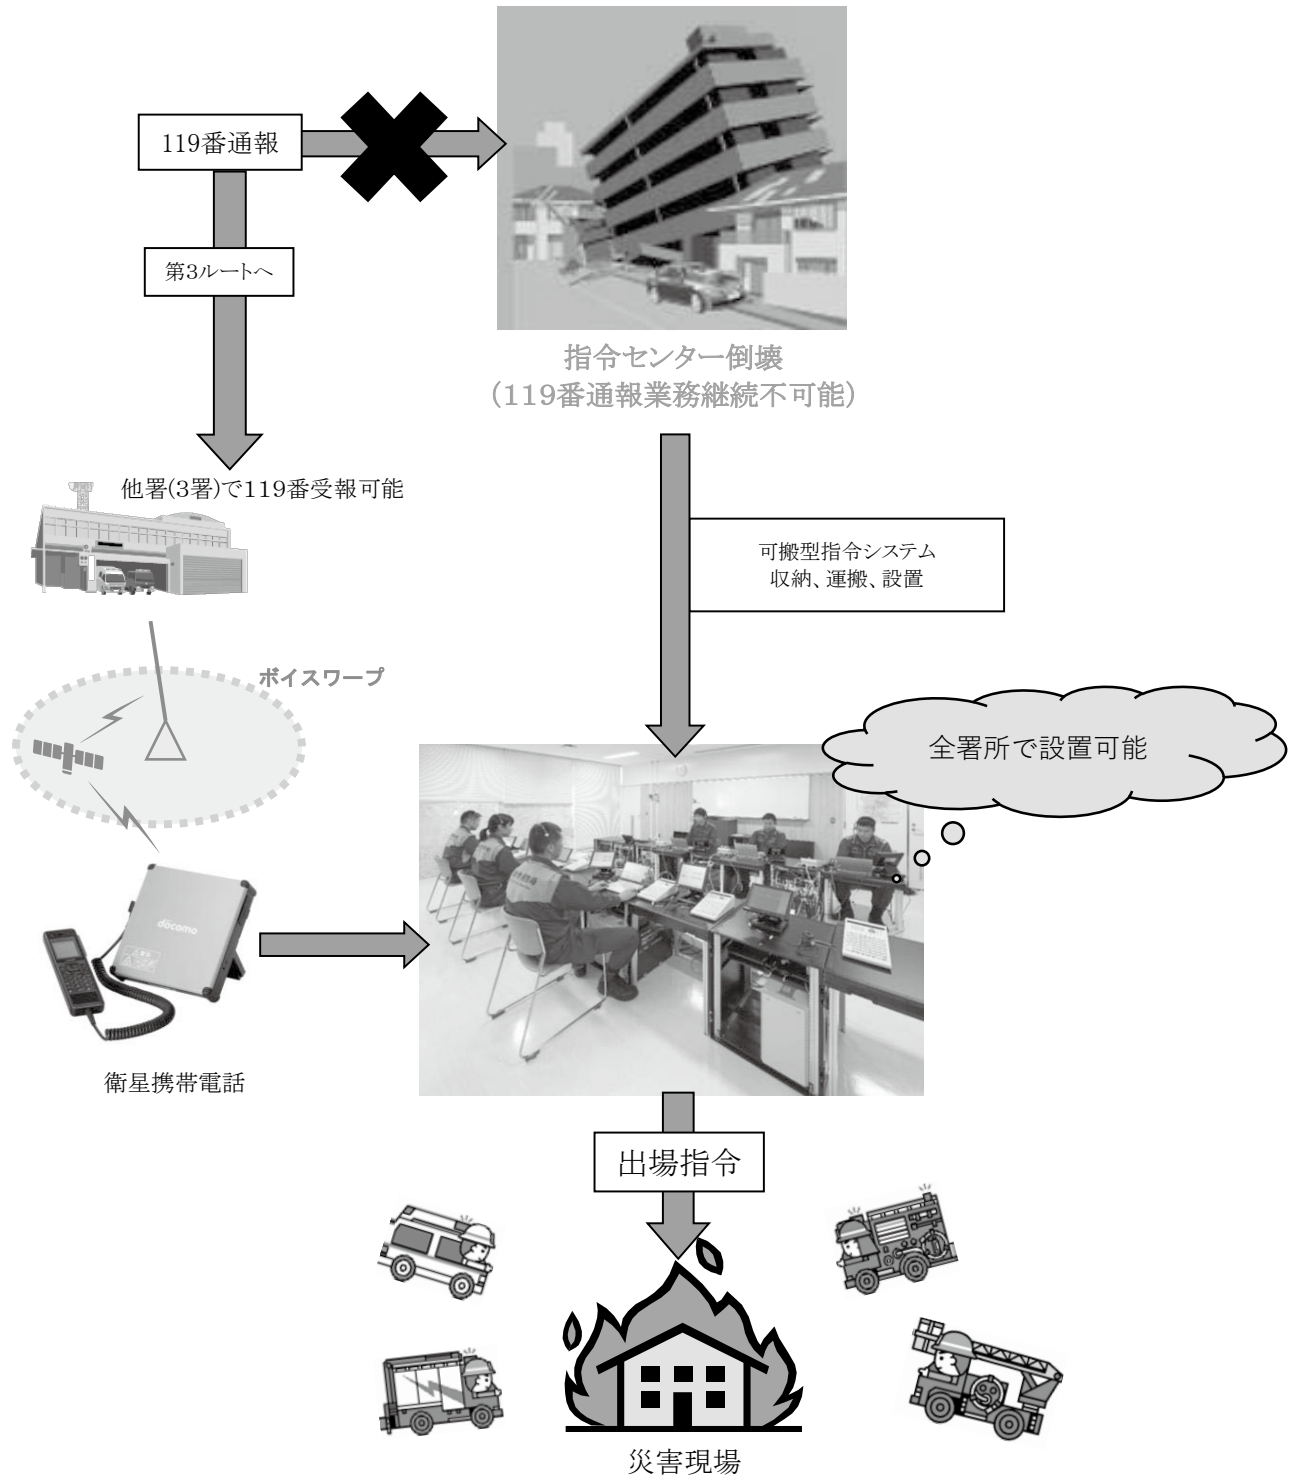 119番通報
第3ルートへ
指令センター倒壊
(119番通報業務継続不可能)
他署(3署)で119番受報可能
可搬型指令システム
収納、運搬、設置
ボイスワープ
全署所で設置可能
döcomo
衛星携帯電話
出場指令
災害現場